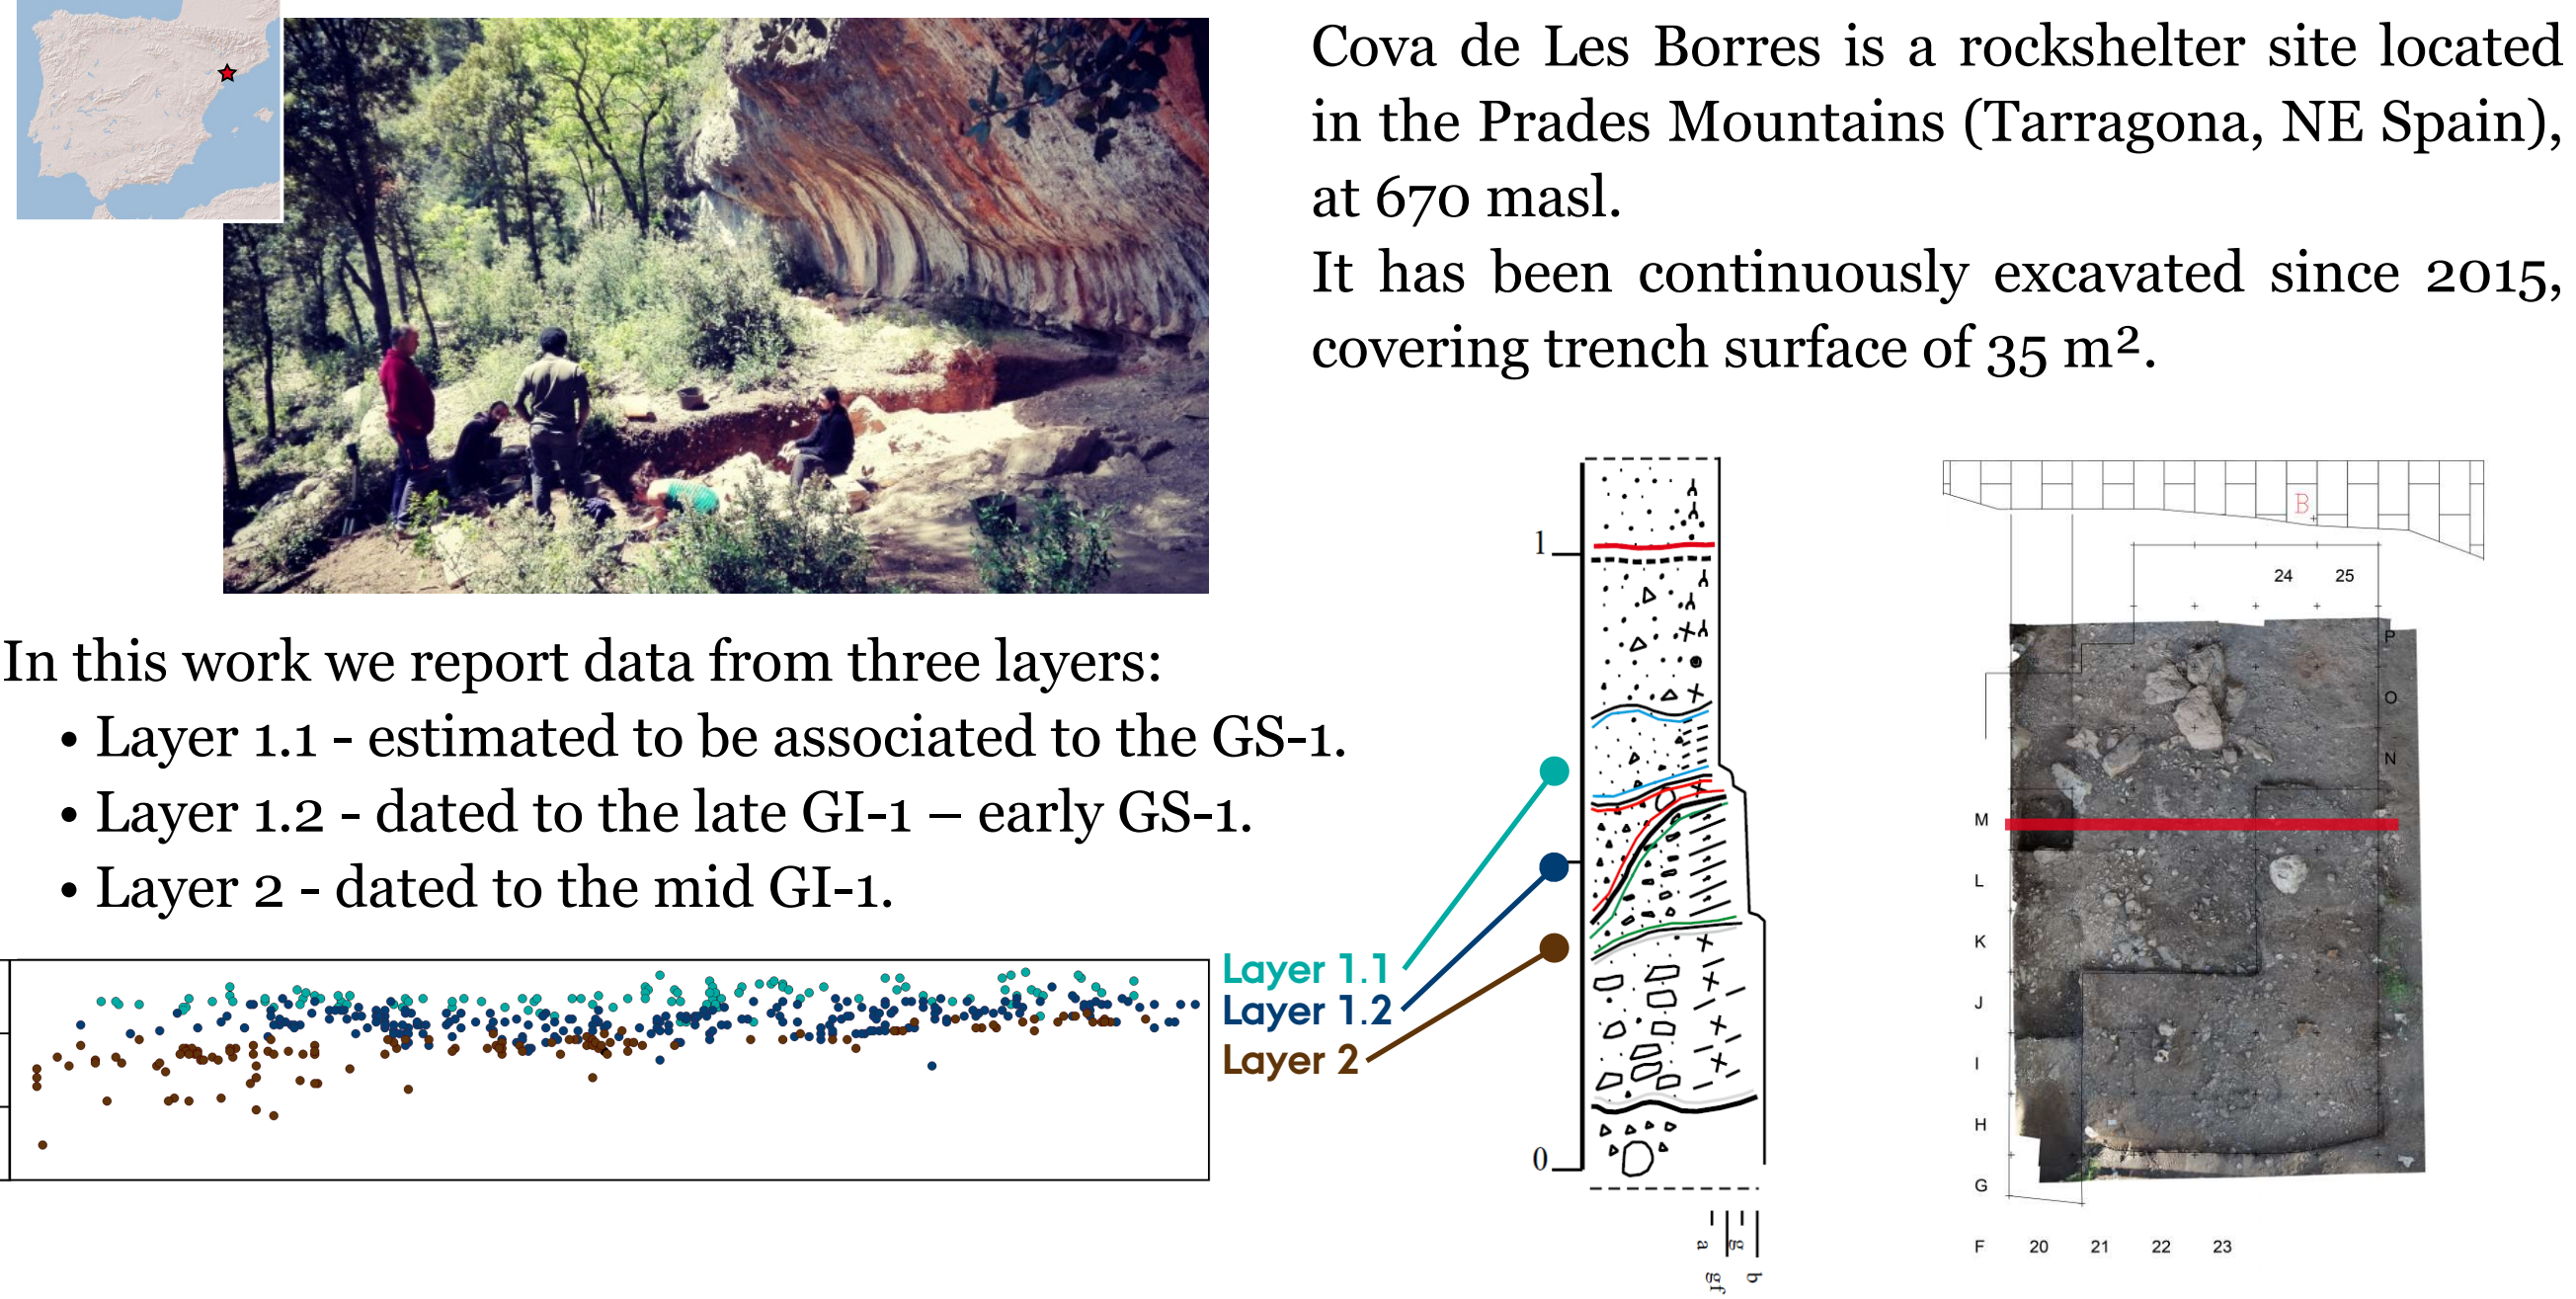 Cova de Les Borres is a rockshelter site located
in the Prades Mountains (Tarragona, NE Spain),
at 670 masl.
It has been continuously excavated since 2015,
covering trench surface of 35 m².
In this work we report data from three layers:
• Layer 1.1 - estimated to be associated to the GS-1.
• Layer 1.2 - dated to the late GI-1 – early GS-1.
• Layer 2 - dated to the mid GI-1.
Layer 1.1
Layer 1.2
Layer 2
1
0
a
gf
g
b
B
24 25
P
O
N
M
L
K
J
I
H
G
F 20 21 22 23